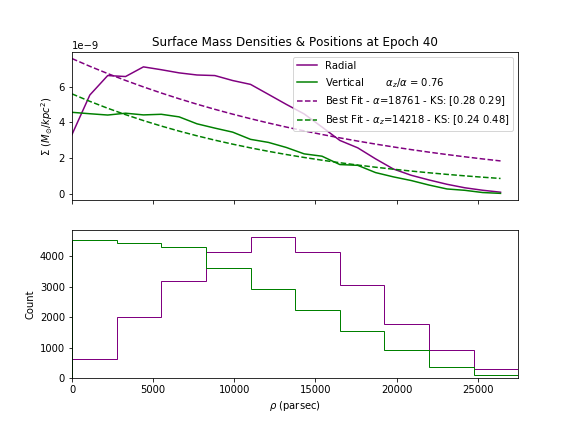 Surface Mass Densities & Positions at Epoch 40
1e−9
6
4
2
0
Σ (M⊙/kpc²)
Radial
Vertical α_z/α = 0.76
Best Fit - α=18761 - KS: [0.28 0.29]
Best Fit - α_z=14218 - KS: [0.24 0.48]
4000
3000
2000
1000
0
Count
0 5000 10000 15000 20000 25000
ρ (parsec)